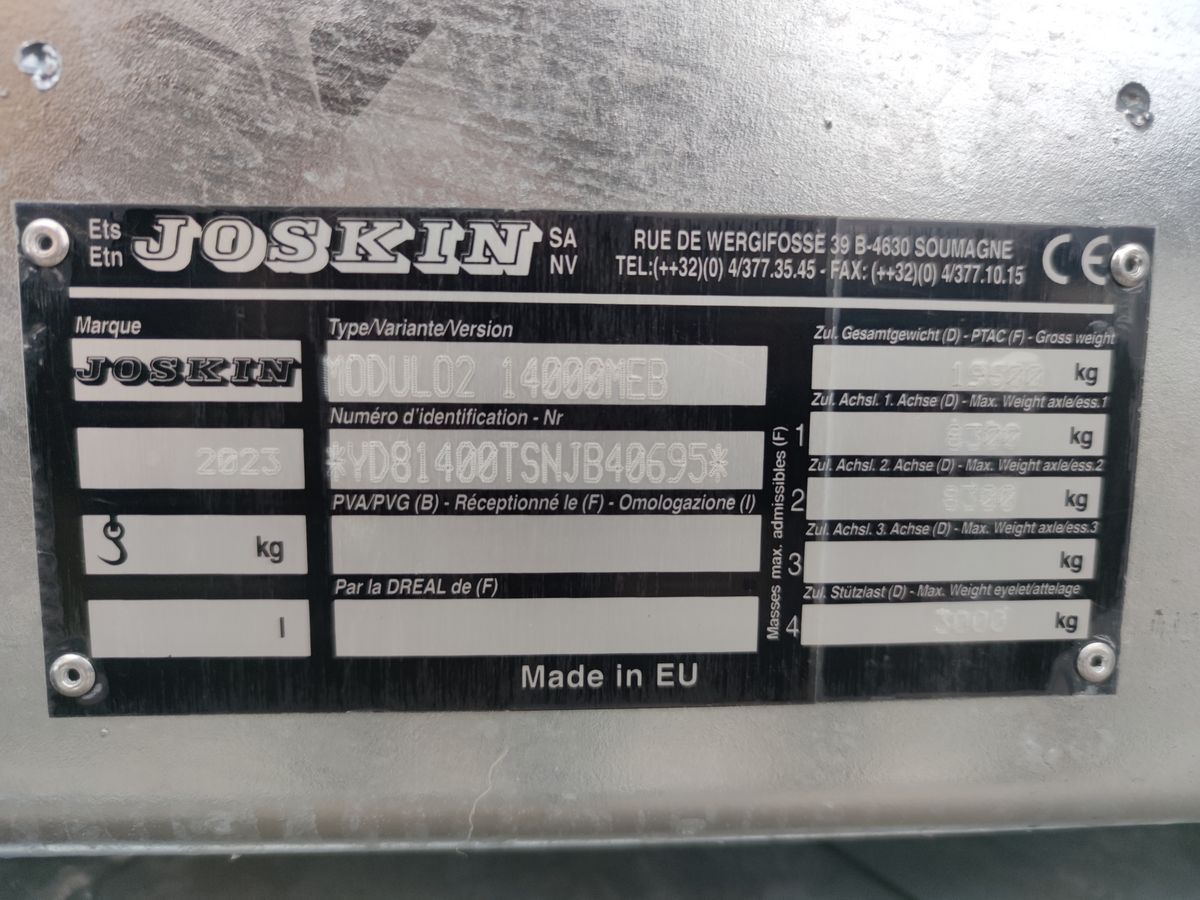 Ets
Etn
JOSKIN
SA
NV
RUE DE WERGIFOSSE 39 B-4630 SOUMAGNE
TEL:(++32)(0) 4/377.35.45 - FAX: (++32)(0) 4/377.10.15
CE
Marque
JOSKIN
2023
kg
l
Type/Variante/Version
MODULO2 14000MEB
Numéro d'identification - Nr
*YD81400TSNJB40695*
PVA/PVG (B) - Réceptionné le (F) - Omologazione (I)
Par la DREAL de (F)
Masses max. admissibles (F)
Zul. Gesamtgewicht (D) - PTAC (F) - Gross weight
kg
Zul. Achsl. 1. Achse (D) - Max. Weight axle/ess.1
1 8300 kg
Zul. Achsl. 2. Achse (D) - Max. Weight axle/ess.2
2 8300 kg
Zul. Achsl. 3. Achse (D) - Max. Weight axle/ess.3
3 kg
Zul. Stützlast (D) - Max. Weight eyelet/attelage
4 3000 kg
Made in EU